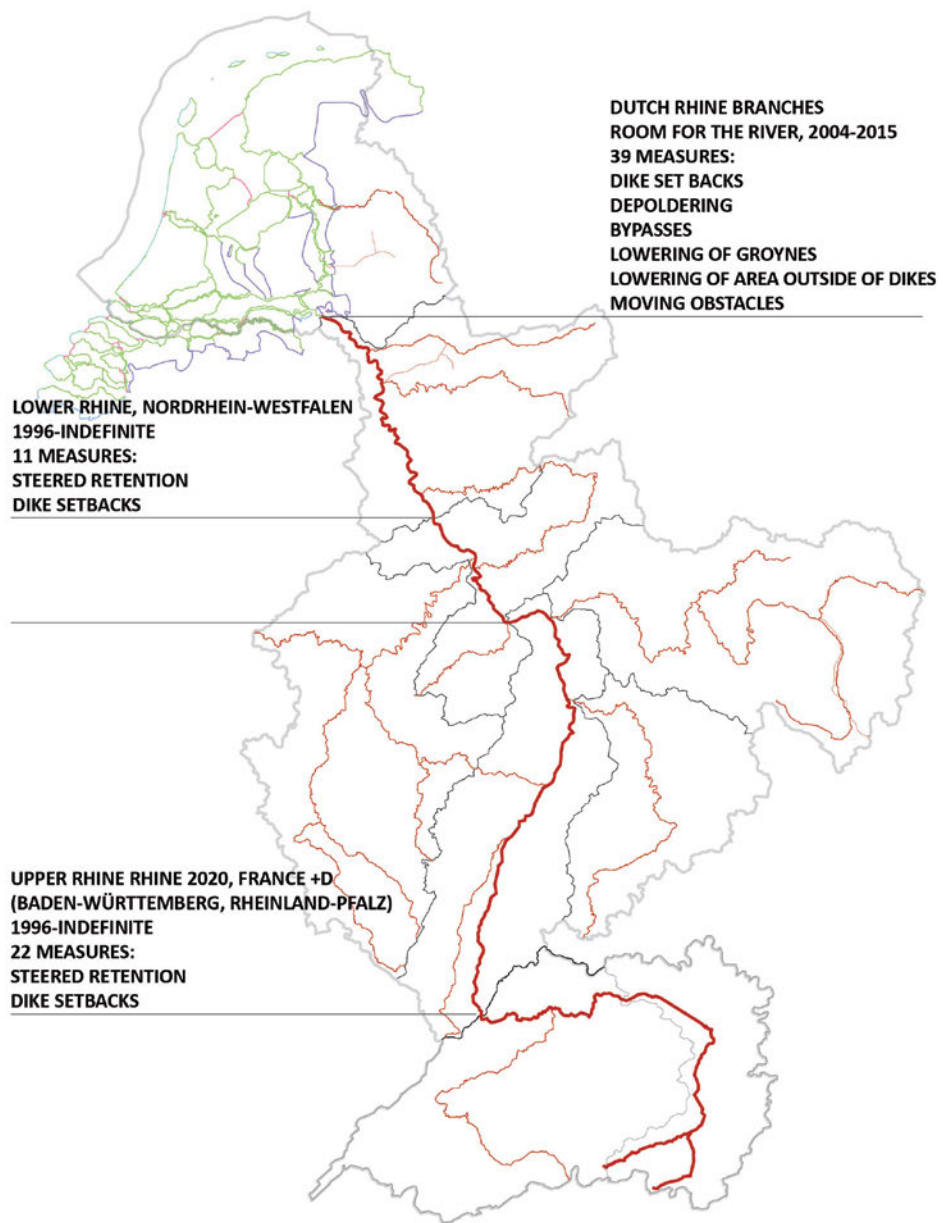 DUTCH RHINE BRANCHES
ROOM FOR THE RIVER, 2004-2015
39 MEASURES:
DIKE SET BACKS
DEPOLDERING
BYPASSES
LOWERING OF GROYNES
LOWERING OF AREA OUTSIDE OF DIKES
MOVING OBSTACLES
LOWER RHINE, NORDRHEIN-WESTFALEN
1996-INDEFINITE
11 MEASURES:
STEERED RETENTION
DIKE SETBACKS
UPPER RHINE RHINE 2020, FRANCE +D
(BADEN-WÜRTTEMBERG, RHEINLAND-PFALZ)
1996-INDEFINITE
22 MEASURES:
STEERED RETENTION
DIKE SETBACKS